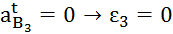 a^t_{B_3} = 0 → ε_3 = 0